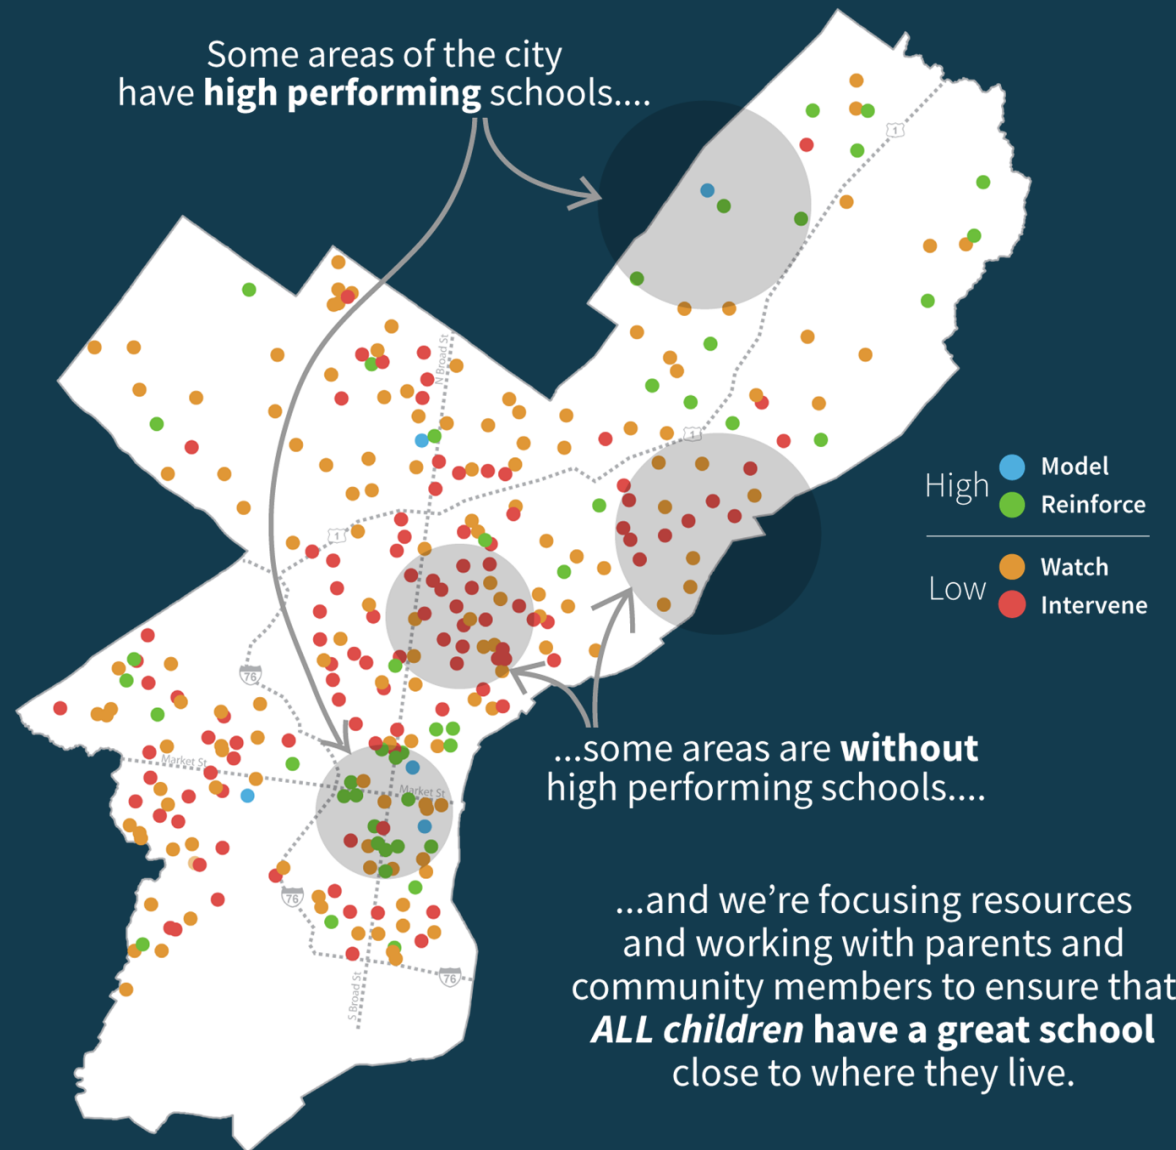 Some areas of the city
have high performing schools....
1
N Broad St
1
1
High
Model
Reinforce
Low
Watch
Intervene
76
...some areas are without
high performing schools....
Market St
Market St
76
...and we’re focusing resources
and working with parents and
community members to ensure that
ALL children have a great school
close to where they live.
76
S Broad St